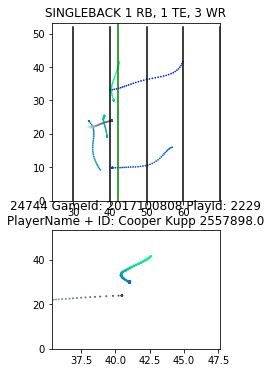 SINGLEBACK 1 RB, 1 TE, 3 WR
50
40
30
20
10
0
30 40 50 60 70
24744 GameId: 2017100808 PlayId: 2229
PlayerName + ID: Cooper Kupp 2557898.0
40
20
0
37.5 40.0 42.5 45.0 47.5